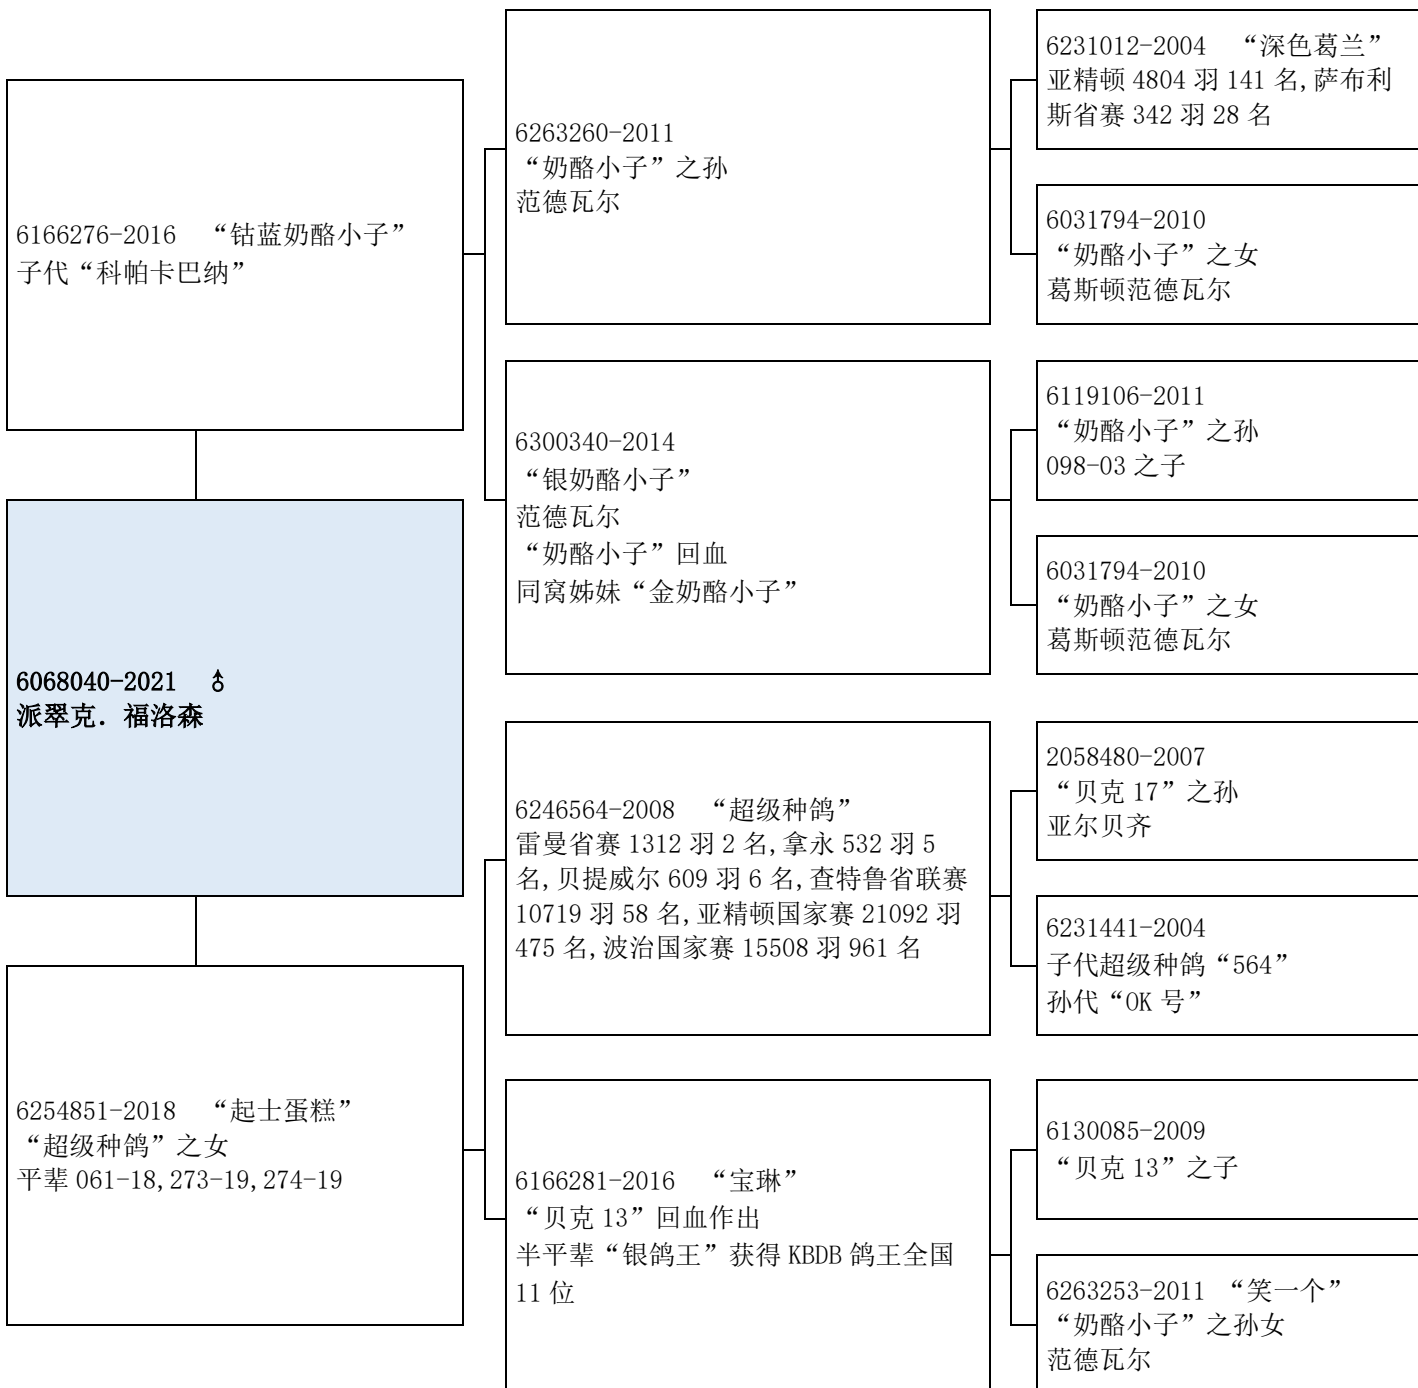 6166276-2016 “钴蓝奶酪小子”
子代“科帕卡巴纳”
6068040-2021 ♂
派翠克．福洛森
6254851-2018 “起士蛋糕”
“超级种鸽”之女
平辈 061-18,273-19,274-19
6263260-2011
“奶酪小子”之孙
范德瓦尔
6300340-2014
“银奶酪小子”
范德瓦尔
“奶酪小子”回血
同窝姊妹“金奶酪小子”
6246564-2008 “超级种鸽”
雷曼省赛 1312 羽 2 名,拿永 532 羽 5
名,贝提威尔 609 羽 6 名,查特鲁省联赛
10719 羽 58 名,亚精顿国家赛 21092 羽
475 名,波治国家赛 15508 羽 961 名
6166281-2016 “宝琳”
“贝克 13”回血作出
半平辈“银鸽王”获得 KBDB 鸽王全国
11 位
6231012-2004 “深色葛兰”
亚精顿 4804 羽 141 名,萨布利
斯省赛 342 羽 28 名
6031794-2010
“奶酪小子”之女
葛斯顿范德瓦尔
6119106-2011
“奶酪小子”之孙
098-03 之子
6031794-2010
“奶酪小子”之女
葛斯顿范德瓦尔
2058480-2007
“贝克 17”之孙
亚尔贝齐
6231441-2004
子代超级种鸽“564”
孙代“OK 号”
6130085-2009
“贝克 13”之子
6263253-2011 “笑一个”
“奶酪小子”之孙女
范德瓦尔